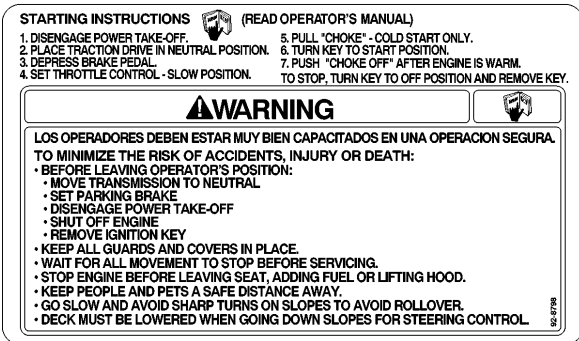 STARTING INSTRUCTIONS (READ OPERATOR'S MANUAL)
1. DISENGAGE POWER TAKE-OFF.
2. PLACE TRACTION DRIVE IN NEUTRAL POSITION.
3. DEPRESS BRAKE PEDAL.
4. SET THROTTLE CONTROL - SLOW POSITION.
5. PULL "CHOKE" - COLD START ONLY.
6. TURN KEY TO START POSITION.
7. PUSH "CHOKE OFF" AFTER ENGINE IS WARM.
TO STOP, TURN KEY TO OFF POSITION AND REMOVE KEY.
WARNING
LOS OPERADORES DEBEN ESTAR MUY BIEN CAPACITADOS EN UNA OPERACION SEGURA.
TO MINIMIZE THE RISK OF ACCIDENTS, INJURY OR DEATH:
• BEFORE LEAVING OPERATOR'S POSITION:
• MOVE TRANSMISSION TO NEUTRAL
• SET PARKING BRAKE
• DISENGAGE POWER TAKE-OFF
• SHUT OFF ENGINE
• REMOVE IGNITION KEY
• KEEP ALL GUARDS AND COVERS IN PLACE.
• WAIT FOR ALL MOVEMENT TO STOP BEFORE SERVICING.
• STOP ENGINE BEFORE LEAVING SEAT, ADDING FUEL OR LIFTING HOOD.
• KEEP PEOPLE AND PETS A SAFE DISTANCE AWAY.
• GO SLOW AND AVOID SHARP TURNS ON SLOPES TO AVOID ROLLOVER.
• DECK MUST BE LOWERED WHEN GOING DOWN SLOPES FOR STEERING CONTROL.
92-8798